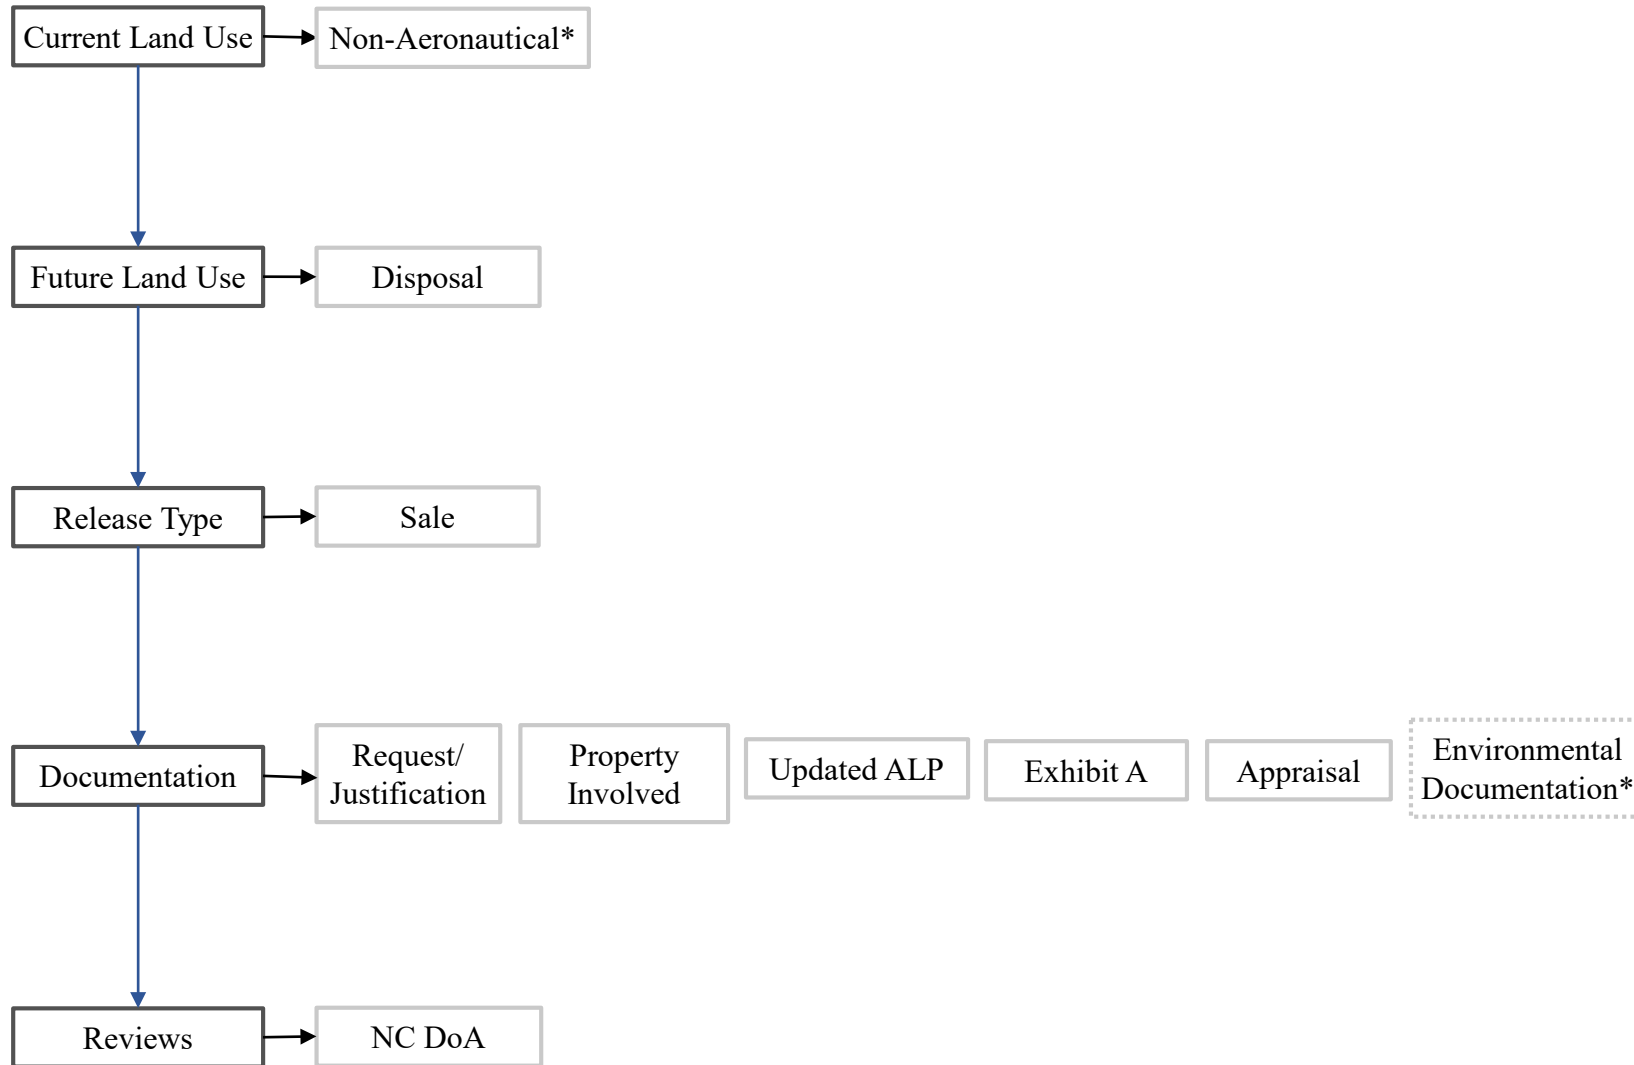 Current Land Use
Non-Aeronautical*
Future Land Use
Disposal
Release Type
Sale
Documentation
Request/
Justification
Property
Involved
Updated ALP
Exhibit A
Appraisal
Environmental
Documentation*
Reviews
NC DoA